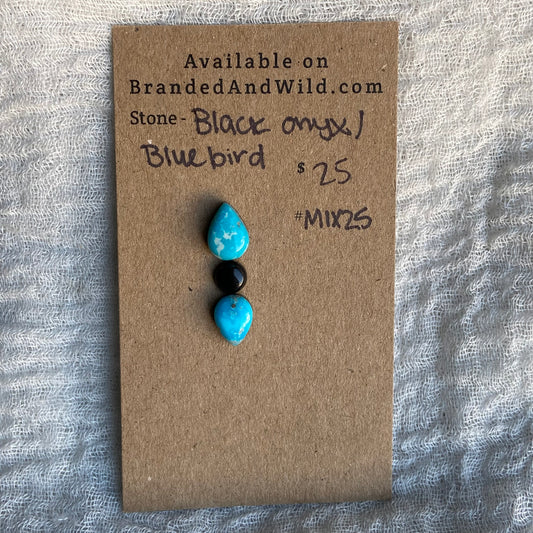 Available on
BrandedAndWild.com
Stone - Black onyx/
Bluebird $ 25
#MIX25